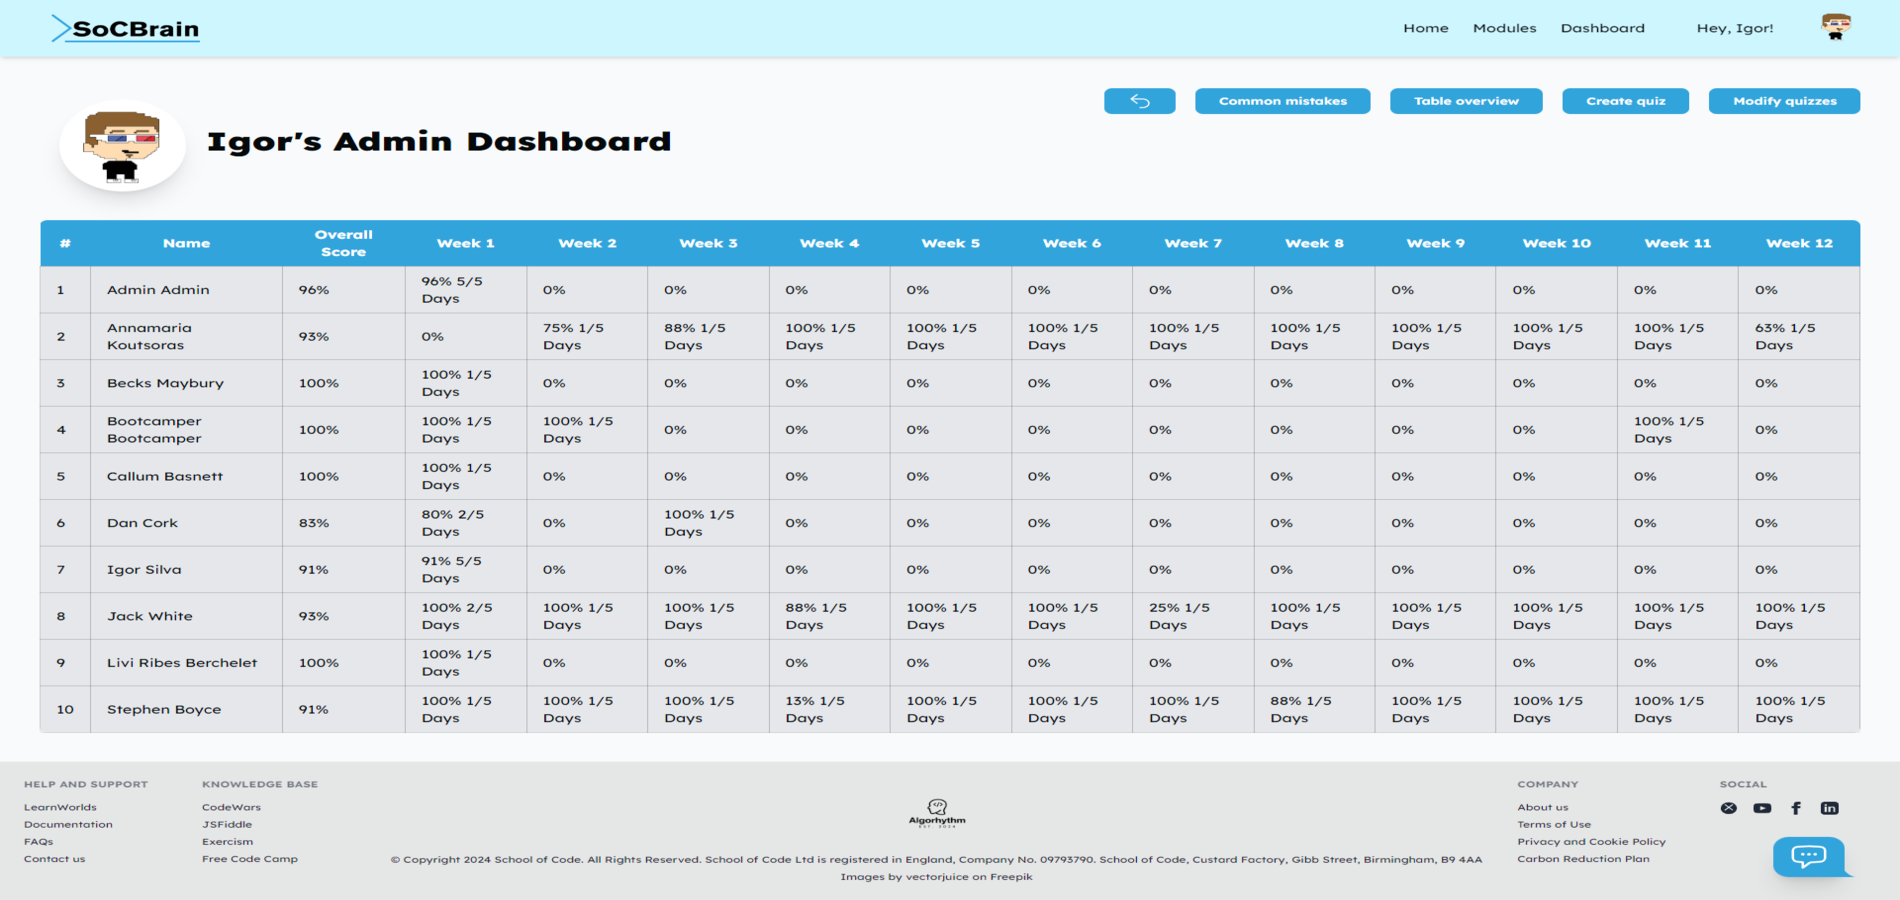 SoCBrain
Home Modules Dashboard Hey, Igor!
Common mistakes Table overview Create quiz Modify quizzes
Igor's Admin Dashboard
# Name Overall Score Week 1 Week 2 Week 3 Week 4 Week 5 Week 6 Week 7 Week 8 Week 9 Week 10 Week 11 Week 12
1 Admin Admin 96% 96% 5/5 Days 0% 0% 0% 0% 0% 0% 0% 0% 0% 0% 0%
2 Annamaria Koutsoras 93% 0% 75% 1/5 Days 88% 1/5 Days 100% 1/5 Days 100% 1/5 Days 100% 1/5 Days 100% 1/5 Days 100% 1/5 Days 100% 1/5 Days 100% 1/5 Days 100% 1/5 Days 63% 1/5 Days
3 Becks Maybury 100% 100% 1/5 Days 0% 0% 0% 0% 0% 0% 0% 0% 0% 0% 0%
4 Bootcamper Bootcamper 100% 100% 1/5 Days 100% 1/5 Days 0% 0% 0% 0% 0% 0% 0% 0% 100% 1/5 Days 0%
5 Callum Basnett 100% 100% 1/5 Days 0% 0% 0% 0% 0% 0% 0% 0% 0% 0% 0%
6 Dan Cork 83% 80% 2/5 Days 0% 100% 1/5 Days 0% 0% 0% 0% 0% 0% 0% 0% 0%
7 Igor Silva 91% 91% 5/5 Days 0% 0% 0% 0% 0% 0% 0% 0% 0% 0% 0%
8 Jack White 93% 100% 2/5 Days 100% 1/5 Days 100% 1/5 Days 88% 1/5 Days 100% 1/5 Days 100% 1/5 Days 25% 1/5 Days 100% 1/5 Days 100% 1/5 Days 100% 1/5 Days 100% 1/5 Days 100% 1/5 Days
9 Livi Ribes Berchelet 100% 100% 1/5 Days 0% 0% 0% 0% 0% 0% 0% 0% 0% 0% 0%
10 Stephen Boyce 91% 100% 1/5 Days 100% 1/5 Days 100% 1/5 Days 13% 1/5 Days 100% 1/5 Days 100% 1/5 Days 100% 1/5 Days 88% 1/5 Days 100% 1/5 Days 100% 1/5 Days 100% 1/5 Days 100% 1/5 Days
HELP AND SUPPORT
LearnWorlds
Documentation
FAQs
Contact us
KNOWLEDGE BASE
CodeWars
JSFiddle
Exercism
Free Code Camp
Algorhythm
EST. 2024
© Copyright 2024 School of Code. All Rights Reserved. School of Code Ltd is registered in England, Company No. 09793790. School of Code, Custard Factory, Gibb Street, Birmingham, B9 4AA
Images by vectorjuice on Freepik
COMPANY
About us
Terms of Use
Privacy and Cookie Policy
Carbon Reduction Plan
SOCIAL